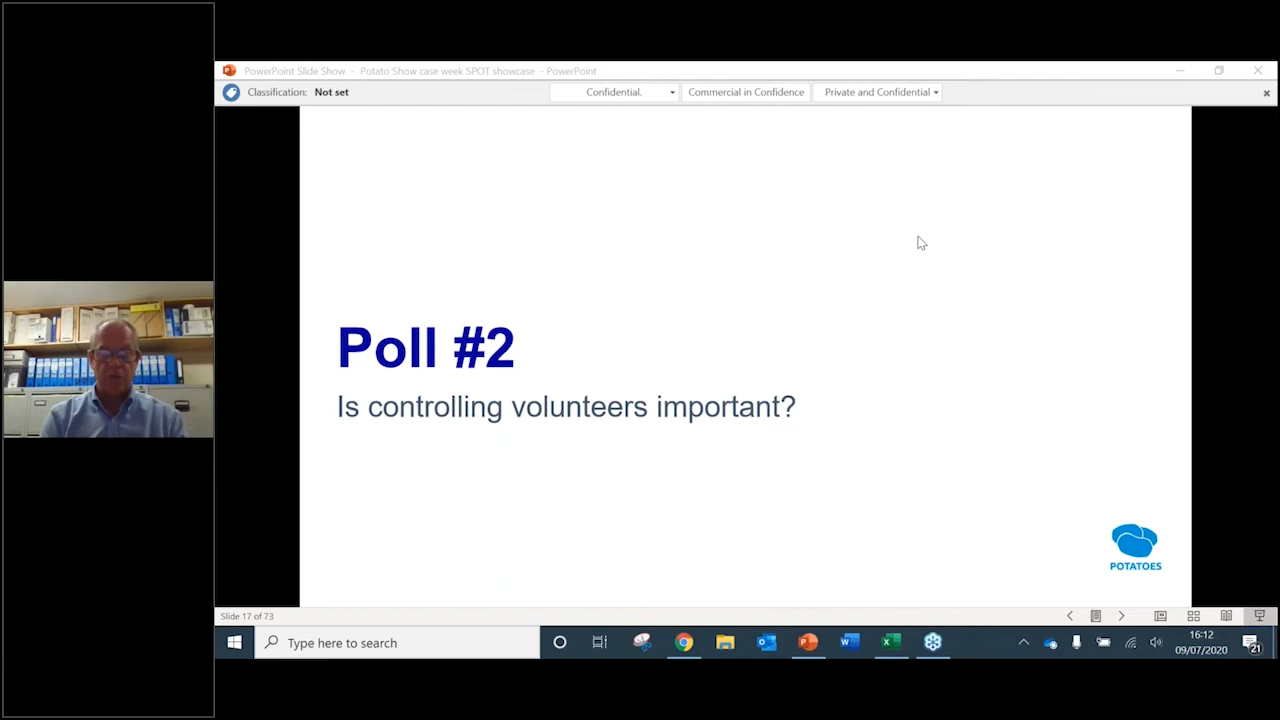 PowerPoint Slide Show - Potato Show case week SPOT showcase - PowerPoint
Classification: Not set
Confidential.
Commercial in Confidence
Private and Confidential
Poll #2
Is controlling volunteers important?
POTATOES
Slide 17 of 73
Type here to search
16:12
09/07/2020
21